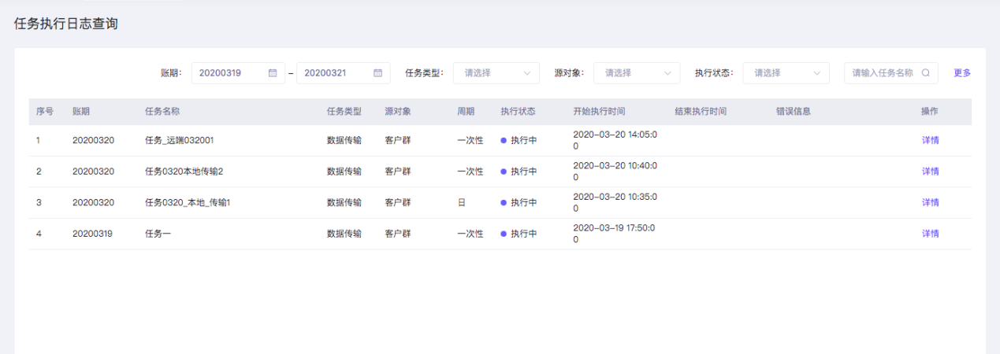 任务执行日志查询
账期： 20200319 – 20200321 任务类型： 请选择 源对象： 请选择 执行状态： 请选择 请输入任务名称 更多
序号 账期 任务名称 任务类型 源对象 周期 执行状态 开始执行时间 结束执行时间 错误信息 操作
1 20200320 任务_远端032001 数据传输 客户群 一次性 执行中 2020-03-20 14:05:0 详情
0
2 20200320 任务0320本地传输2 数据传输 客户群 一次性 执行中 2020-03-20 10:40:0 详情
0
3 20200320 任务0320_本地_传输1 数据传输 客户群 日 执行中 2020-03-20 10:35:0 详情
0
4 20200319 任务一 数据传输 客户群 一次性 执行中 2020-03-19 17:50:0 详情
0